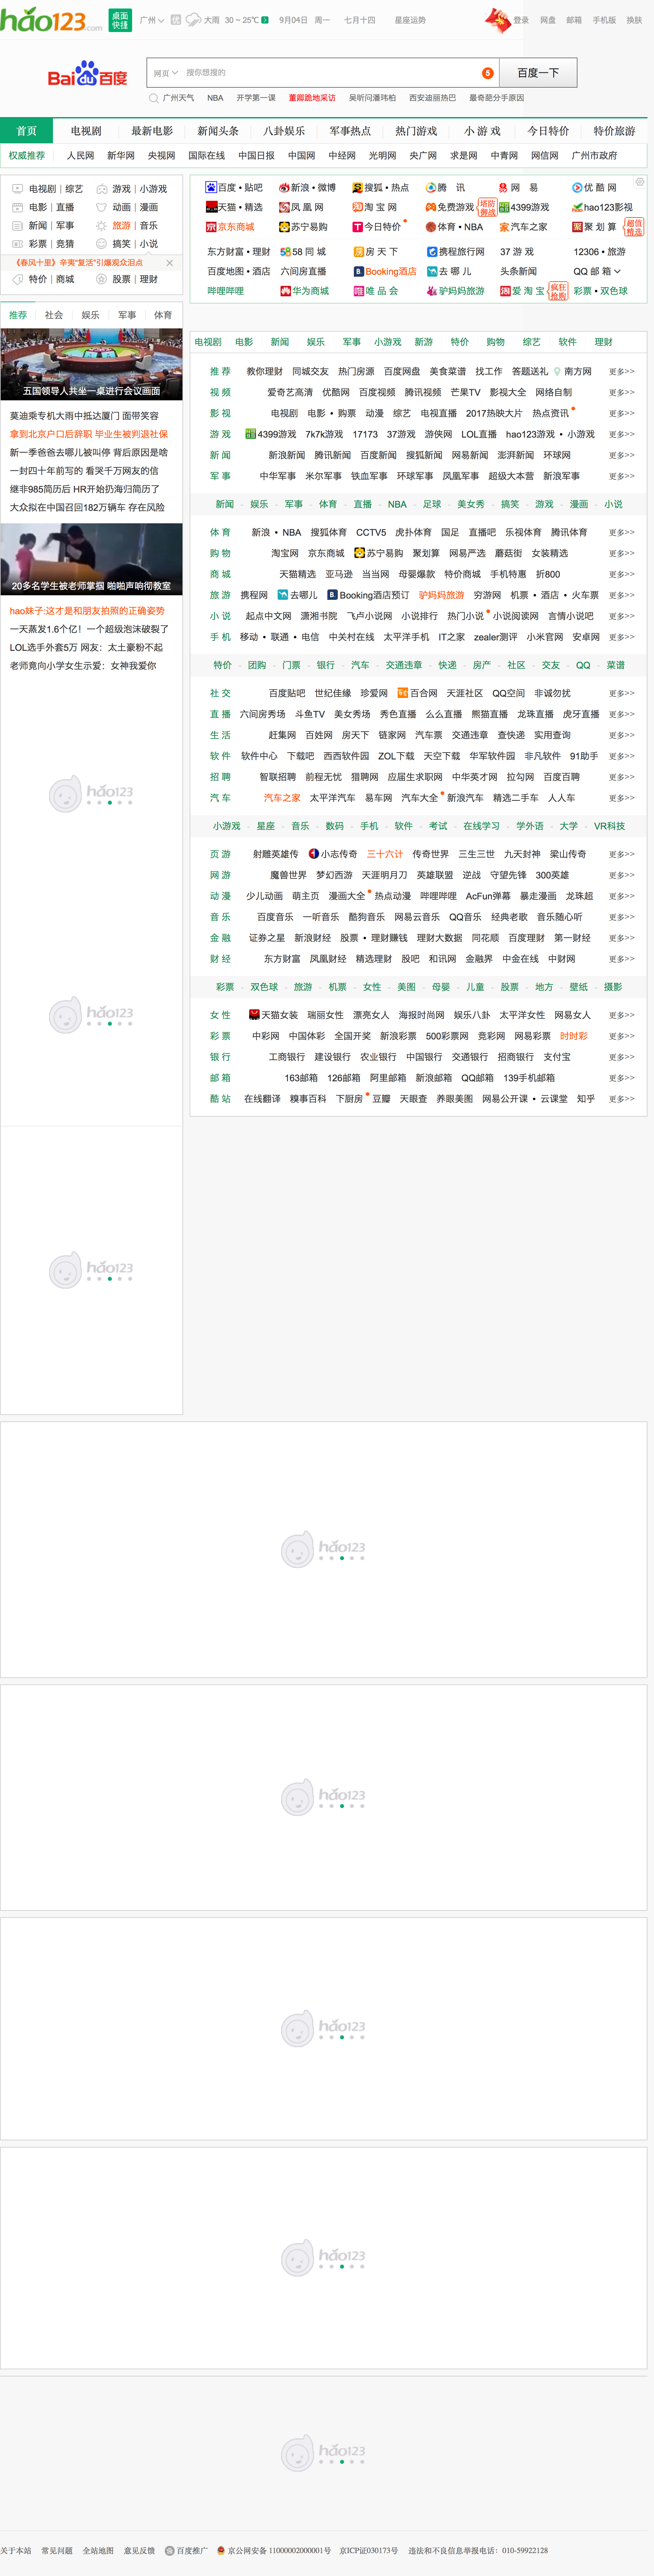 hao123.com 桌面快捷 广州 优 大雨 30 ~ 25℃ 9月04日 周一 七月十四 星座运势 登录 网盘 邮箱 手机版 换肤
Bai du 百度 网页 搜你想搜的 5 百度一下
广州天气 NBA 开学第一课 董卿跪地采访 吴昕问潘玮柏 西安迪丽热巴 最奇葩分手原因
首页 电视剧 最新电影 新闻头条 八卦娱乐 军事热点 热门游戏 小 游 戏 今日特价 特价旅游
权威推荐 人民网 新华网 央视网 国际在线 中国日报 中国网 中经网 光明网 央广网 求是网 中青网 网信网 广州市政府
电视剧 | 综艺 游戏 | 小游戏
电影 | 直播 动画 | 漫画
新闻 | 军事 旅游 | 音乐
彩票 | 竞猜 搞笑 | 小说
《春风十里》辛夷"复活"引爆观众泪点
特价 | 商城 股票 | 理财
推荐 社会 娱乐 军事 体育
五国领导人共坐一桌进行会议画面
莫迪乘专机大雨中抵达厦门 面带笑容
拿到北京户口后辞职 毕业生被判退社保
新一季爸爸去哪儿被叫停 背后原因是啥
一封四十年前写的 看哭千万网友的信
继非985简历后 HR开始扔海归简历了
大众拟在中国召回182万辆车 存在风险
20多名学生被老师掌掴 啪啪声响彻教室
hao妹子:这才是和朋友拍照的正确姿势
一天蒸发1.6个亿！一个超级泡沫破裂了
LOL选手外套5万 网友：太土豪粉不起
老师竟向小学女生示爱：女神我爱你
hao123
hao123
hao123
百度 • 贴吧 新浪 • 微博 搜狐 • 热点 腾 讯 网 易 优 酷 网
天猫 • 精选 凤 凰 网 淘 宝 网 免费游戏 塔防御战 4399游戏 hao123影视
京东商城 苏宁易购 今日特价 体育 • NBA 汽车之家 聚 划 算 超值精选
东方财富 • 理财 58 同 城 房 天 下 携程旅行网 37 游 戏 12306 • 旅游
百度地图 • 酒店 六间房直播 Booking酒店 去 哪 儿 头条新闻 QQ 邮 箱
哔哩哔哩 华为商城 唯 品 会 驴妈妈旅游 爱 淘 宝 疯狂抢购 彩票 • 双色球
电视剧 电影 新闻 娱乐 军事 小游戏 新游 特价 购物 综艺 软件 理财
推 荐 教你理财 同城交友 热门房源 百度网盘 美食菜谱 找工作 答题送礼 南方网 更多>>
视 频 爱奇艺高清 优酷网 百度视频 腾讯视频 芒果TV 影视大全 网络自制 更多>>
影 视 电视剧 电影 • 购票 动漫 综艺 电视直播 2017热映大片 热点资讯 更多>>
游 戏 4399游戏 7k7k游戏 17173 37游戏 游侠网 LOL直播 hao123游戏 • 小游戏 更多>>
新 闻 新浪新闻 腾讯新闻 百度新闻 搜狐新闻 网易新闻 澎湃新闻 环球网 更多>>
军 事 中华军事 米尔军事 铁血军事 环球军事 凤凰军事 超级大本营 新浪军事 更多>>
新闻 娱乐 军事 体育 直播 NBA 足球 美女秀 搞笑 游戏 漫画 小说
体 育 新浪 • NBA 搜狐体育 CCTV5 虎扑体育 国足 直播吧 乐视体育 腾讯体育 更多>>
购 物 淘宝网 京东商城 苏宁易购 聚划算 网易严选 蘑菇街 女装精选 更多>>
商 城 天猫精选 亚马逊 当当网 母婴爆款 特价商城 手机特惠 折800 更多>>
旅 游 携程网 去哪儿 Booking酒店预订 驴妈妈旅游 穷游网 机票 • 酒店 • 火车票 更多>>
小 说 起点中文网 潇湘书院 飞卢小说网 小说排行 热门小说 小说阅读网 言情小说吧 更多>>
手 机 移动 • 联通 • 电信 中关村在线 太平洋手机 IT之家 zealer测评 小米官网 安卓网 更多>>
特价 团购 门票 银行 汽车 交通违章 快递 房产 社区 交友 QQ 菜谱
社 交 百度贴吧 世纪佳缘 珍爱网 百合网 天涯社区 QQ空间 非诚勿扰 更多>>
直 播 六间房秀场 斗鱼TV 美女秀场 秀色直播 么么直播 熊猫直播 龙珠直播 虎牙直播 更多>>
生 活 赶集网 百姓网 房天下 链家网 汽车票 交通违章 查快递 实用查询 更多>>
软 件 软件中心 下载吧 西西软件园 ZOL下载 天空下载 华军软件园 非凡软件 91助手 更多>>
招 聘 智联招聘 前程无忧 猎聘网 应届生求职网 中华英才网 拉勾网 百度百聘 更多>>
汽 车 汽车之家 太平洋汽车 易车网 汽车大全 新浪汽车 精选二手车 人人车 更多>>
小游戏 星座 音乐 数码 手机 软件 考试 在线学习 学外语 大学 VR科技
页 游 射雕英雄传 小志传奇 三十六计 传奇世界 三生三世 九天封神 梁山传奇 更多>>
网 游 魔兽世界 梦幻西游 天涯明月刀 英雄联盟 逆战 守望先锋 300英雄 更多>>
动 漫 少儿动画 萌主页 漫画大全 热点动漫 哔哩哔哩 AcFun弹幕 暴走漫画 龙珠超 更多>>
音 乐 百度音乐 一听音乐 酷狗音乐 网易云音乐 QQ音乐 经典老歌 音乐随心听 更多>>
金 融 证券之星 新浪财经 股票 • 理财赚钱 理财大数据 同花顺 百度理财 第一财经 更多>>
财 经 东方财富 凤凰财经 精选理财 股吧 和讯网 金融界 中金在线 中财网 更多>>
彩票 双色球 旅游 机票 女性 美图 母婴 儿童 股票 地方 壁纸 摄影
女 性 天猫女装 瑞丽女性 漂亮女人 海报时尚网 娱乐八卦 太平洋女性 网易女人 更多>>
彩 票 中彩网 中国体彩 全国开奖 新浪彩票 500彩票网 竞彩网 网易彩票 时时彩 更多>>
银 行 工商银行 建设银行 农业银行 中国银行 交通银行 招商银行 支付宝 更多>>
邮 箱 163邮箱 126邮箱 阿里邮箱 新浪邮箱 QQ邮箱 139手机邮箱 更多>>
酷 站 在线翻译 糗事百科 下厨房 豆瓣 天眼查 养眼美图 网易公开课 • 云课堂 知乎 更多>>
hao123
hao123
hao123
hao123
hao123
关于本站 常见问题 全站地图 意见反馈 百度推广 京公网安备 11000002000001号 京ICP证030173号 违法和不良信息举报电话：010-59922128